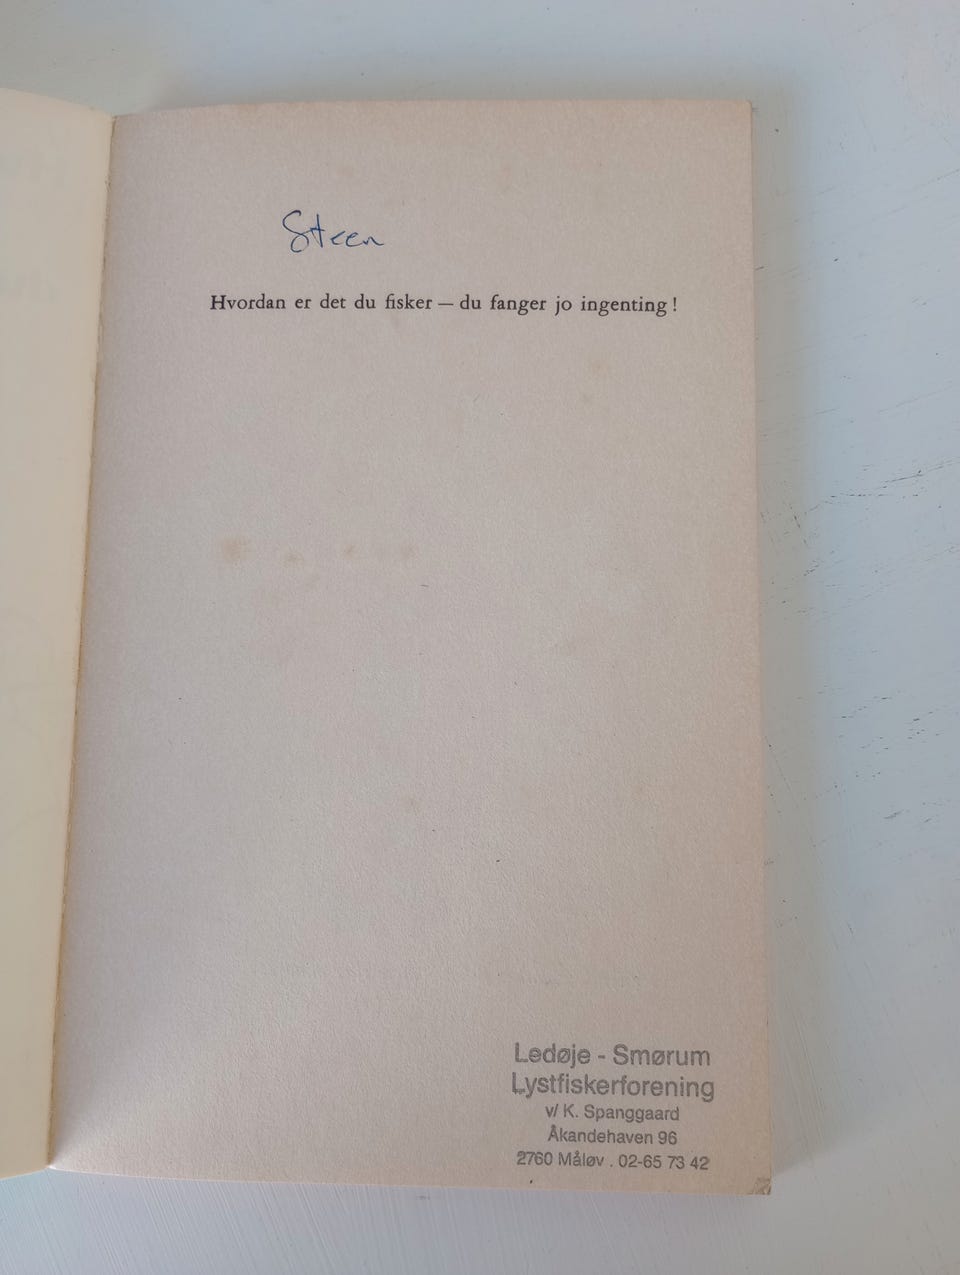 Steen
Hvordan er det du fisker — du fanger jo ingenting !
Ledøje - Smørum
Lystfiskerforening
v/ K. Spanggaard
Åkandehaven 96
2760 Måløv . 02-65 73 42